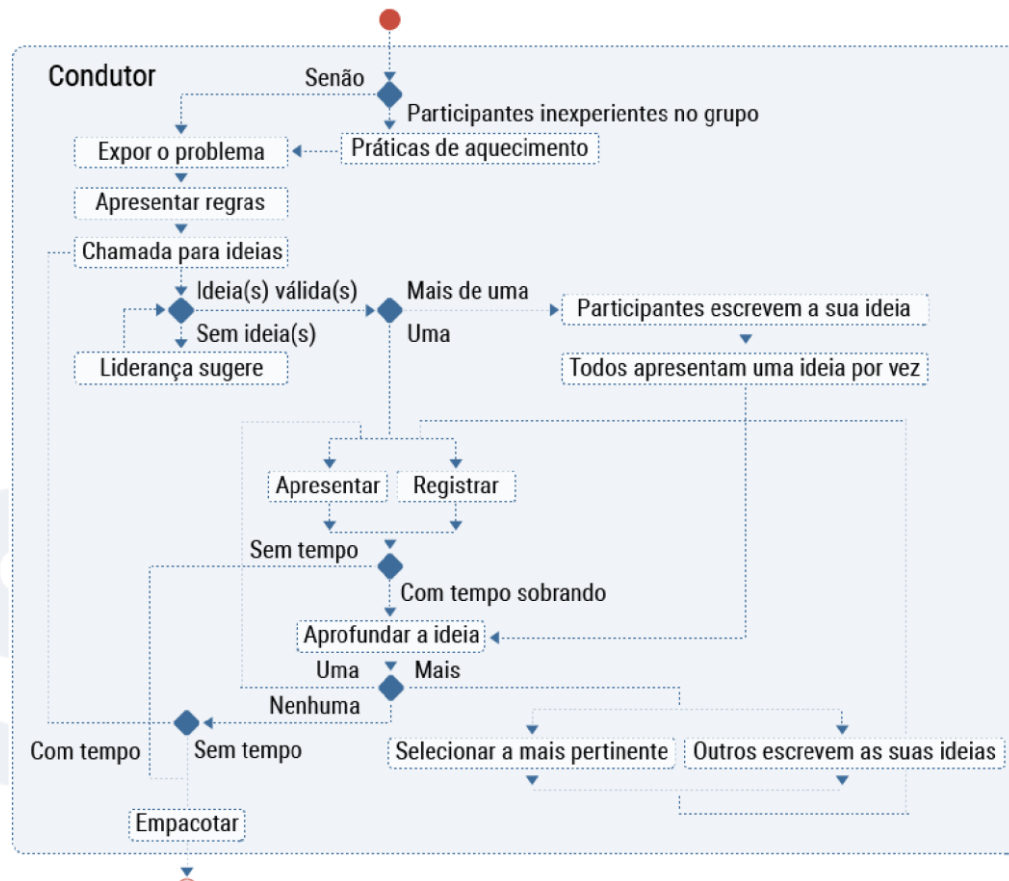 Condutor
Senão
Participantes inexperientes no grupo
Expor o problema
Práticas de aquecimento
Apresentar regras
Chamada para ideias
Ideia(s) válida(s)
Mais de uma
Participantes escrevem a sua ideia
Sem ideia(s)
Uma
Liderança sugere
Todos apresentam uma ideia por vez
Apresentar
Registrar
Sem tempo
Com tempo sobrando
Aprofundar a ideia
Uma
Mais
Nenhuma
Com tempo
Sem tempo
Selecionar a mais pertinente
Outros escrevem as suas ideias
Empacotar